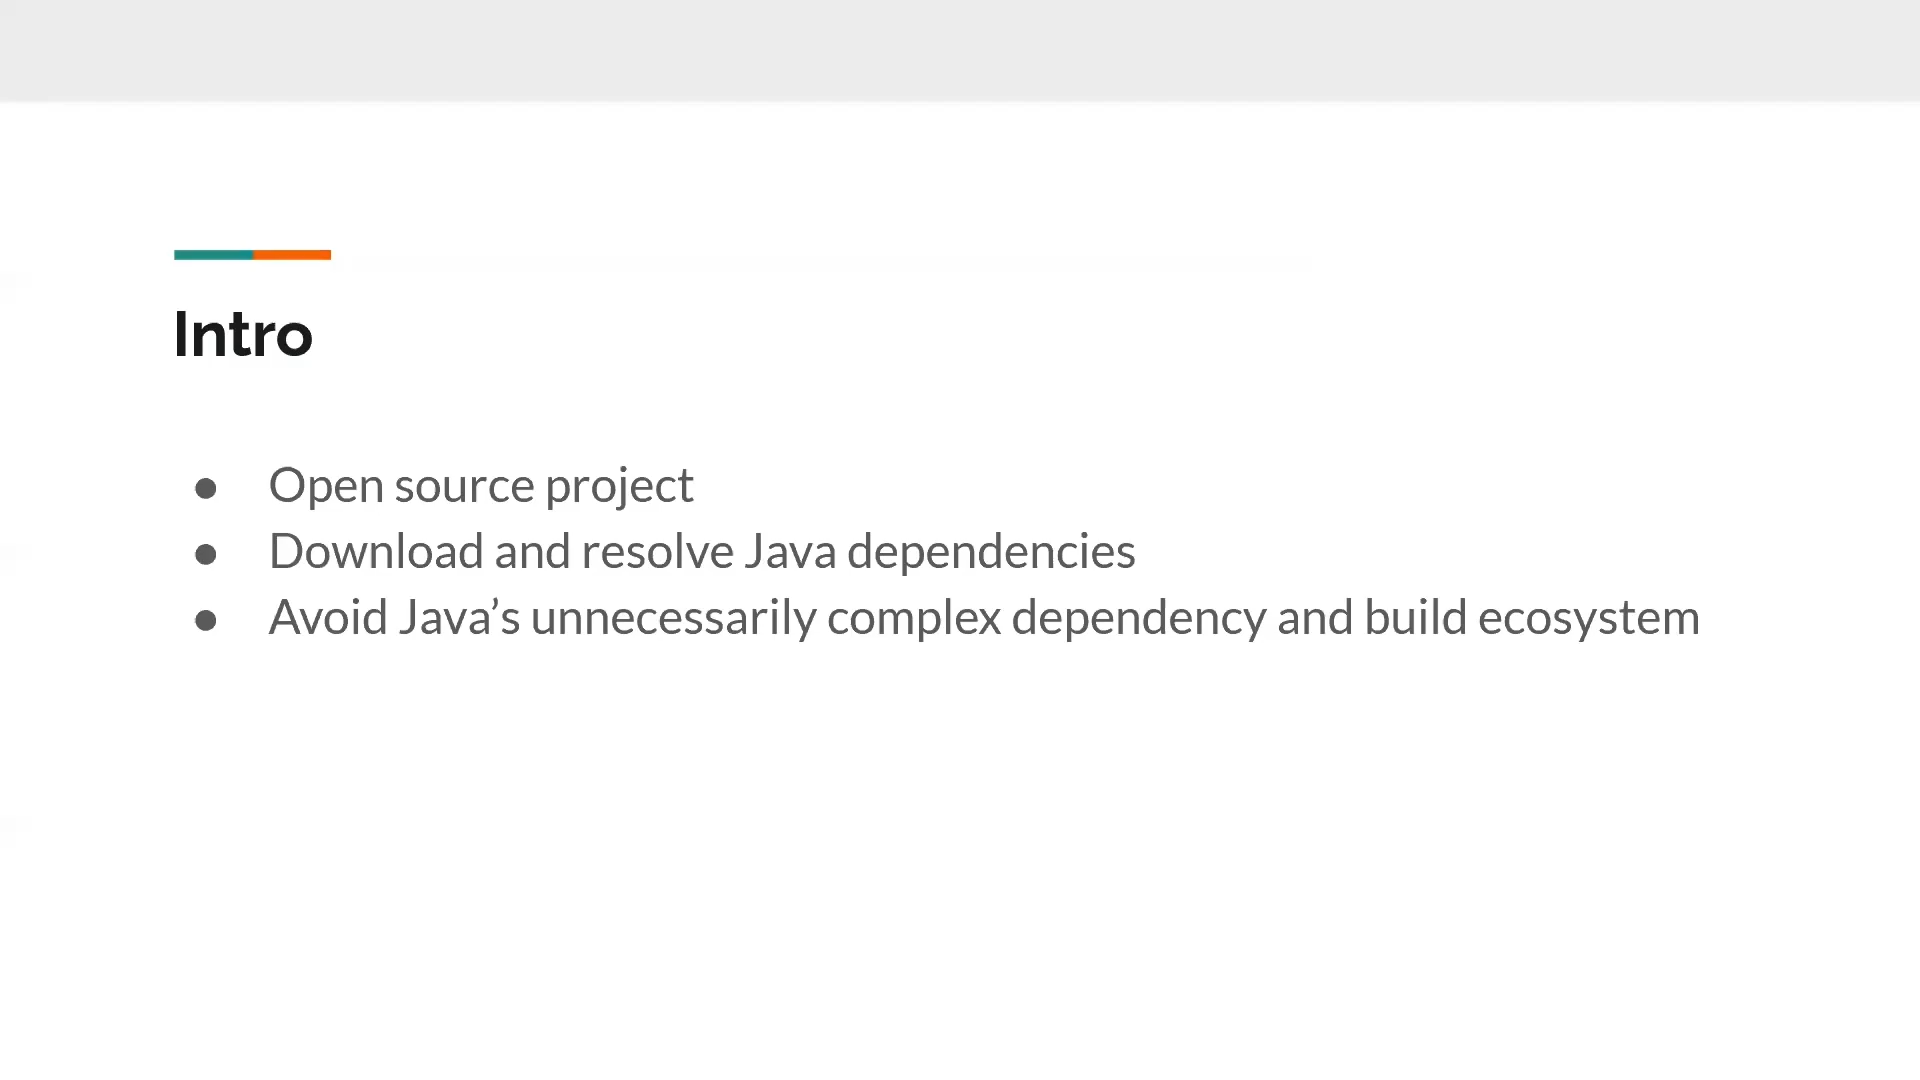 Intro
● Open source project
● Download and resolve Java dependencies
● Avoid Java’s unnecessarily complex dependency and build ecosystem